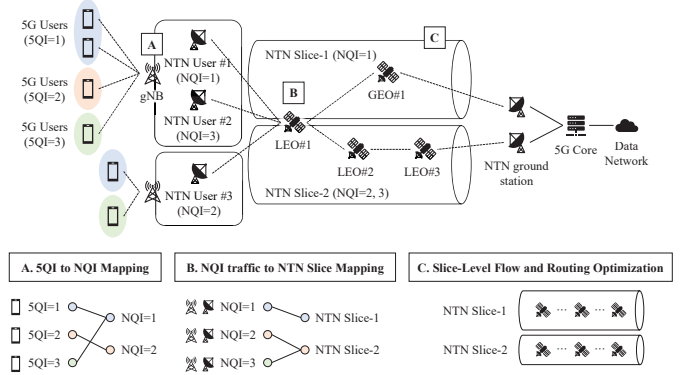 5G Users
(5QI=1)
5G Users
(5QI=2)
5G Users
(5QI=3)
A
gNB
NTN User #1
(NQI=1)
NTN User #2
(NQI=3)
NTN User #3
(NQI=2)
B
LEO#1
C
NTN Slice-1 (NQI=1)
GEO#1
LEO#2
LEO#3
NTN Slice-2 (NQI=2, 3)
NTN ground
station
5G Core
Data
Network
A. 5QI to NQI Mapping
5QI=1
5QI=2
5QI=3
NQI=1
NQI=2
B. NQI traffic to NTN Slice Mapping
NQI=1
NQI=2
NQI=3
NTN Slice-1
NTN Slice-2
C. Slice-Level Flow and Routing Optimization
NTN Slice-1
... ...
NTN Slice-2
... ...